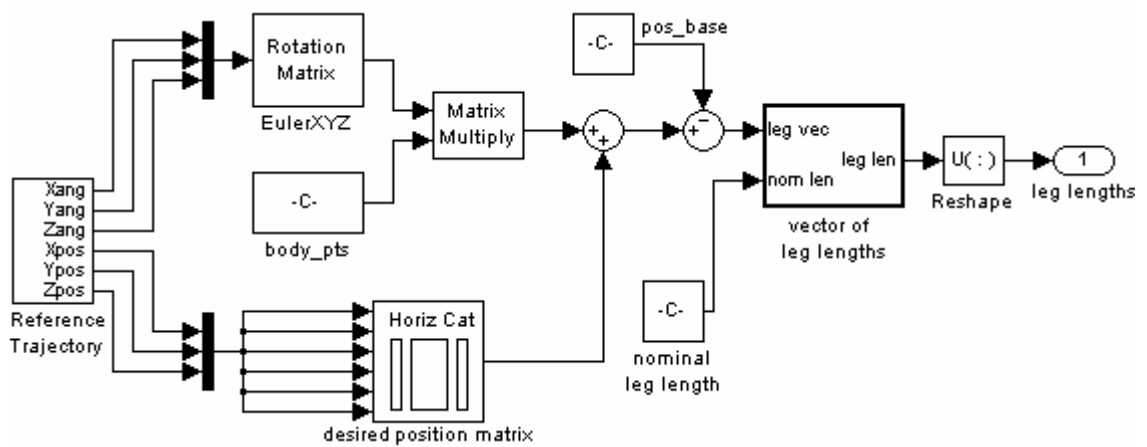 Rotation
Matrix
EulerXYZ
-C-
pos_base
Matrix
Multiply
+
+
+
−
leg vec
leg len
nom len
vector of
leg lengths
U( : )
Reshape
1
leg lengths
-C-
body_pts
Xang
Yang
Zang
Xpos
Ypos
Zpos
Reference
Trajectory
Horiz Cat
desired position matrix
-C-
nominal
leg length